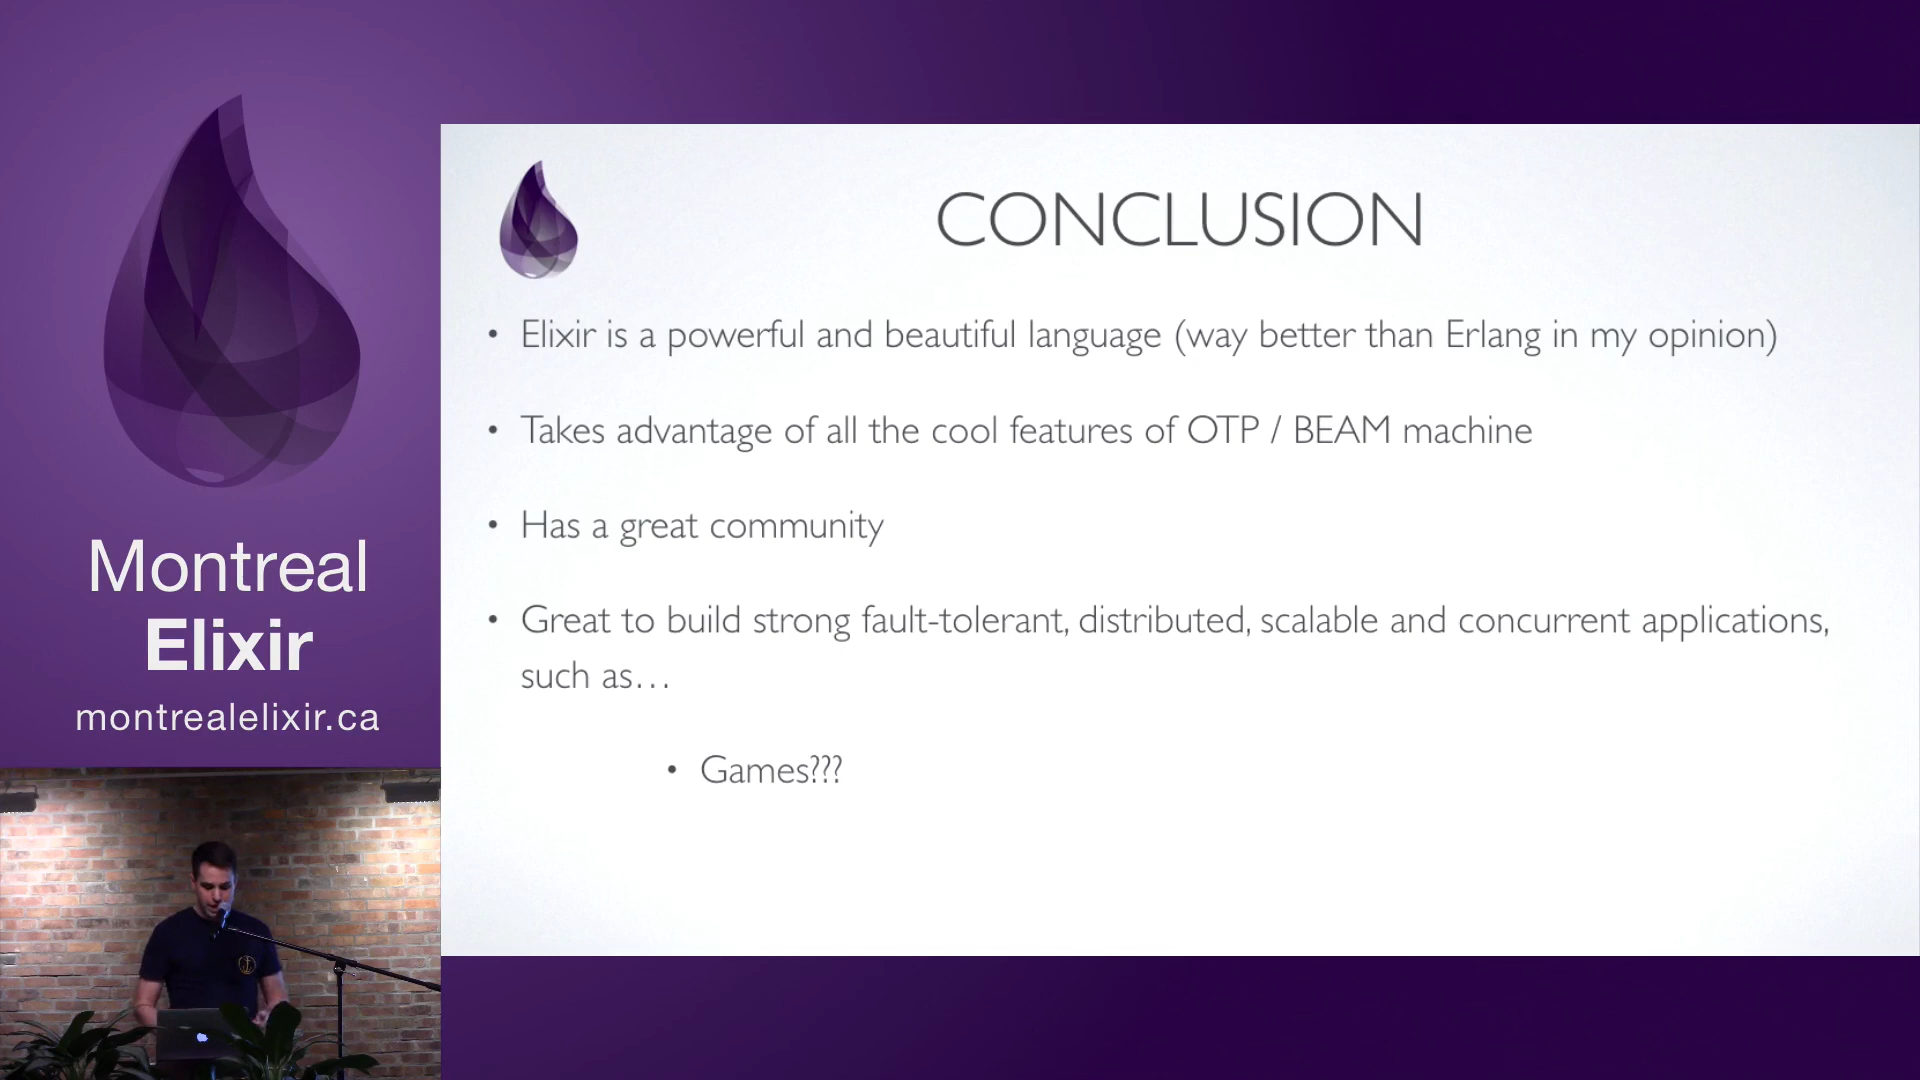 Montreal
Elixir
montrealelixir.ca
CONCLUSION
• Elixir is a powerful and beautiful language (way better than Erlang in my opinion)
• Takes advantage of all the cool features of OTP / BEAM machine
• Has a great community
• Great to build strong fault-tolerant, distributed, scalable and concurrent applications,
such as…
• Games???